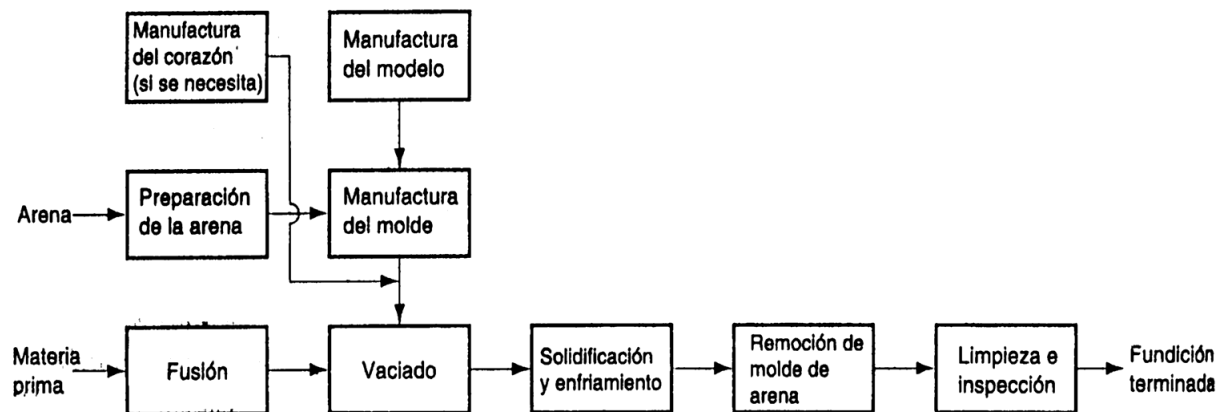 Manufactura
del corazón
(si se necesita)
Manufactura
del modelo
Arena
Preparación
de la arena
Manufactura
del molde
Materia
prima
Fusión
Vaciado
Solidificación
y enfriamiento
Remoción de
molde de
arena
Limpieza e
inspección
Fundición
terminada